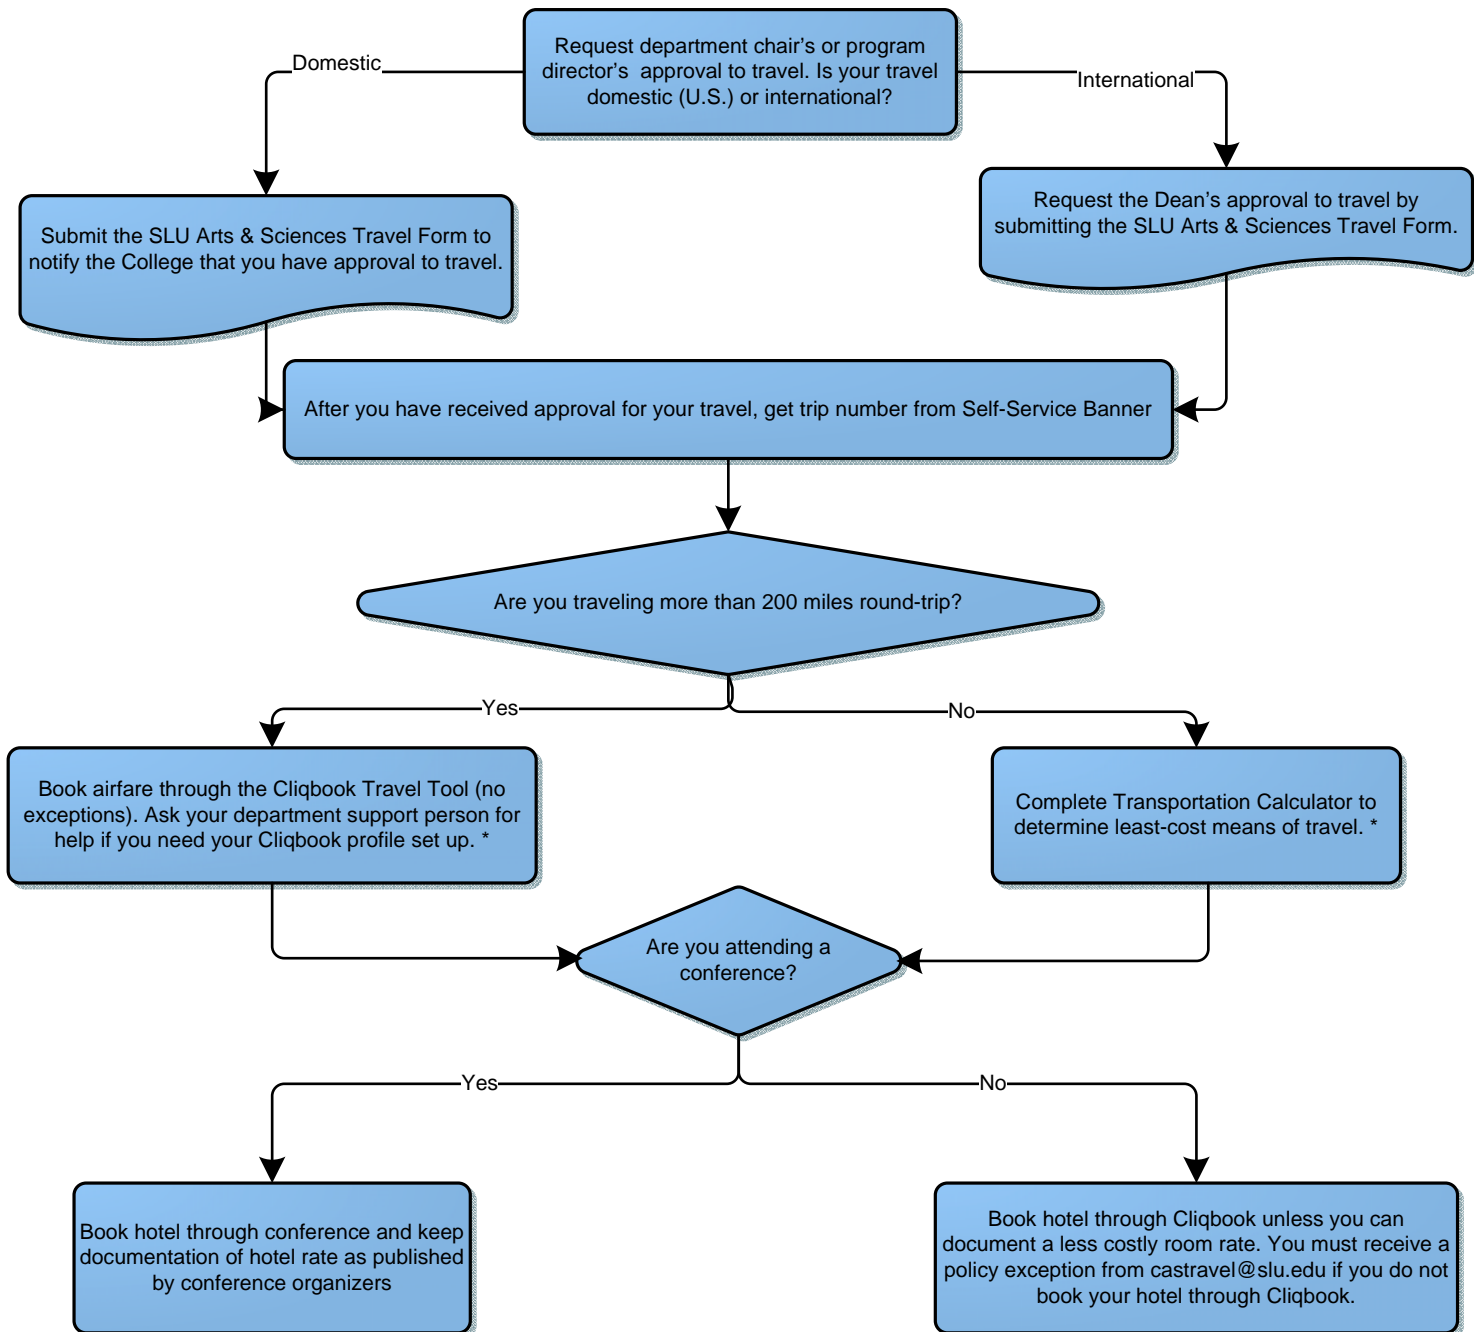 Request department chair's or program
director's  approval to travel. Is your travel
domestic (U.S.) or international?
Domestic
International
Submit the SLU Arts & Sciences Travel Form to
notify the College that you have approval to travel.
Request the Dean's approval to travel by
submitting the SLU Arts & Sciences Travel Form.
After you have received approval for your travel, get trip number from Self-Service Banner
Are you traveling more than 200 miles round-trip?
Yes
No
Book airfare through the Cliqbook Travel Tool (no
exceptions). Ask your department support person for
help if you need your Cliqbook profile set up. *
Complete Transportation Calculator to
determine least-cost means of travel. *
Are you attending a
conference?
Yes
No
Book hotel through conference and keep
documentation of hotel rate as published
by conference organizers
Book hotel through Cliqbook unless you can
document a less costly room rate. You must receive a
policy exception from castravel@slu.edu if you do not
book your hotel through Cliqbook.